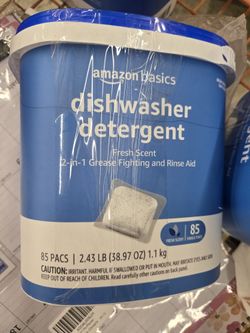 amazon basics
dishwasher
detergent
Fresh Scent
2-in-1 Grease Fighting and Rinse Aid
FRESH SCENT
85
85 PACS | 2.43 LB (38.97 OZ) 1.1 kg
CAUTION: IRRITANT. HARMFUL IF SWALLOWED OR PUT IN MOUTH. MAY IRRITATE EYES AND SKIN.
KEEP OUT OF REACH OF CHILDREN. Read carefully other cautions on back panel.